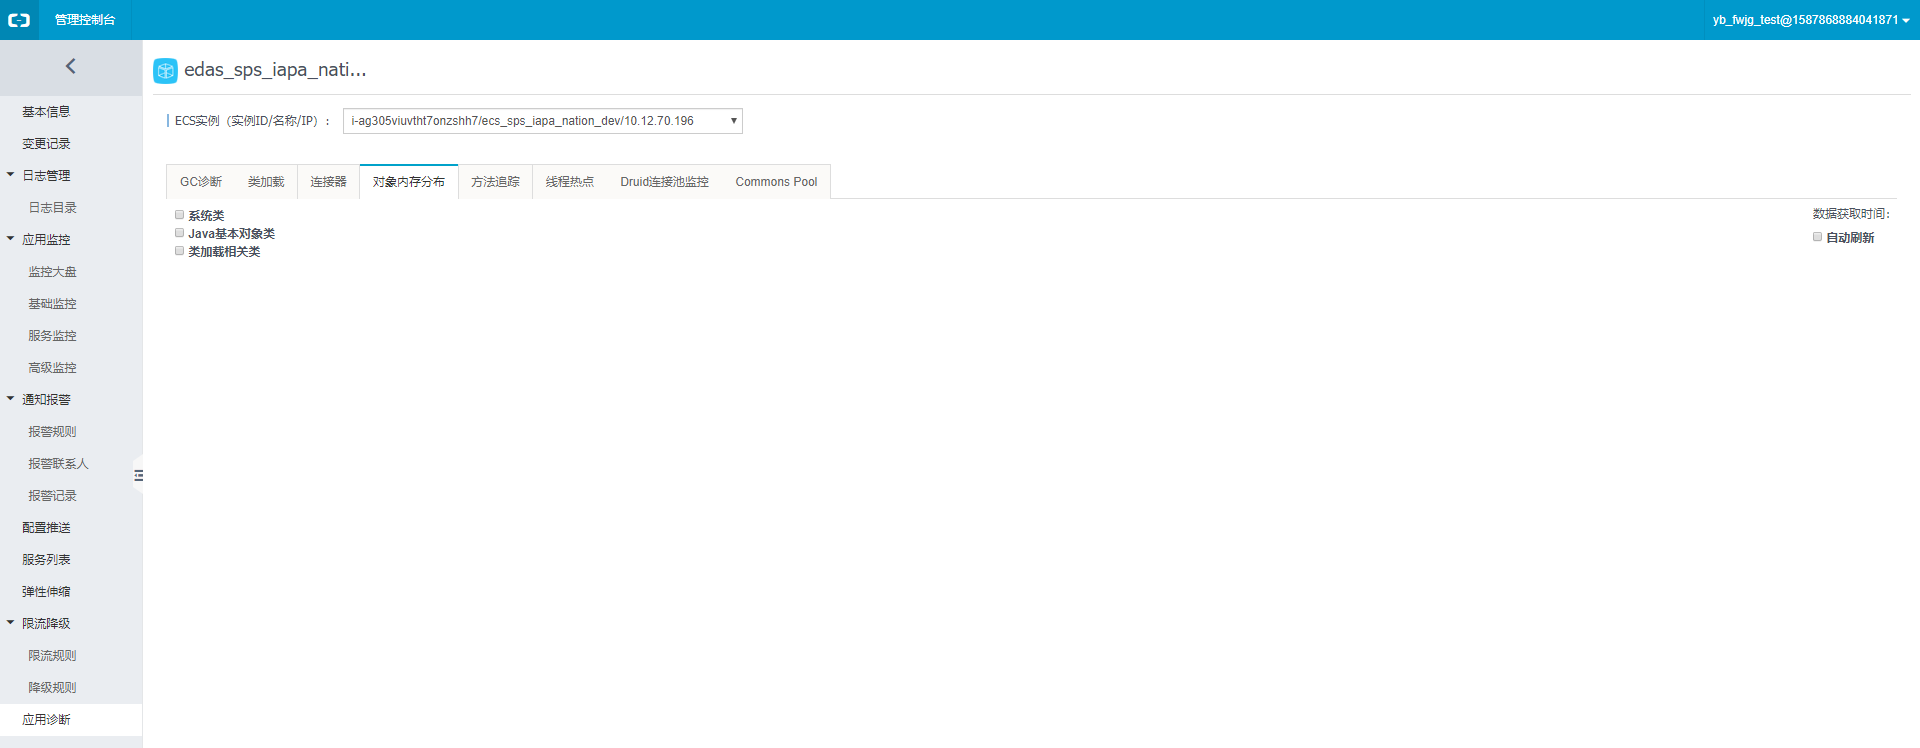 管理控制台
yb_fwjg_test@1587868884041871
edas_sps_iapa_nati...
基本信息
变更记录
日志管理
日志目录
应用监控
监控大盘
基础监控
服务监控
高级监控
通知报警
报警规则
报警联系人
报警记录
配置推送
服务列表
弹性伸缩
限流降级
限流规则
降级规则
应用诊断
ECS实例（实例ID/名称/IP）：
i-ag305viuvtht7onzshh7/ecs_sps_iapa_nation_dev/10.12.70.196
GC诊断 类加载 连接器 对象内存分布 方法追踪 线程热点 Druid连接池监控 Commons Pool
系统类
Java基本对象类
类加载相关类
数据获取时间：
自动刷新